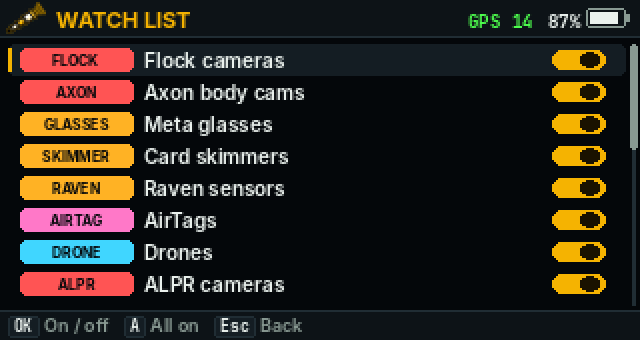 WATCH LIST GPS 14 87%
FLOCK Flock cameras
AXON Axon body cams
GLASSES Meta glasses
SKIMMER Card skimmers
RAVEN Raven sensors
AIRTAG AirTags
DRONE Drones
ALPR ALPR cameras
OK On / off A All on Esc Back